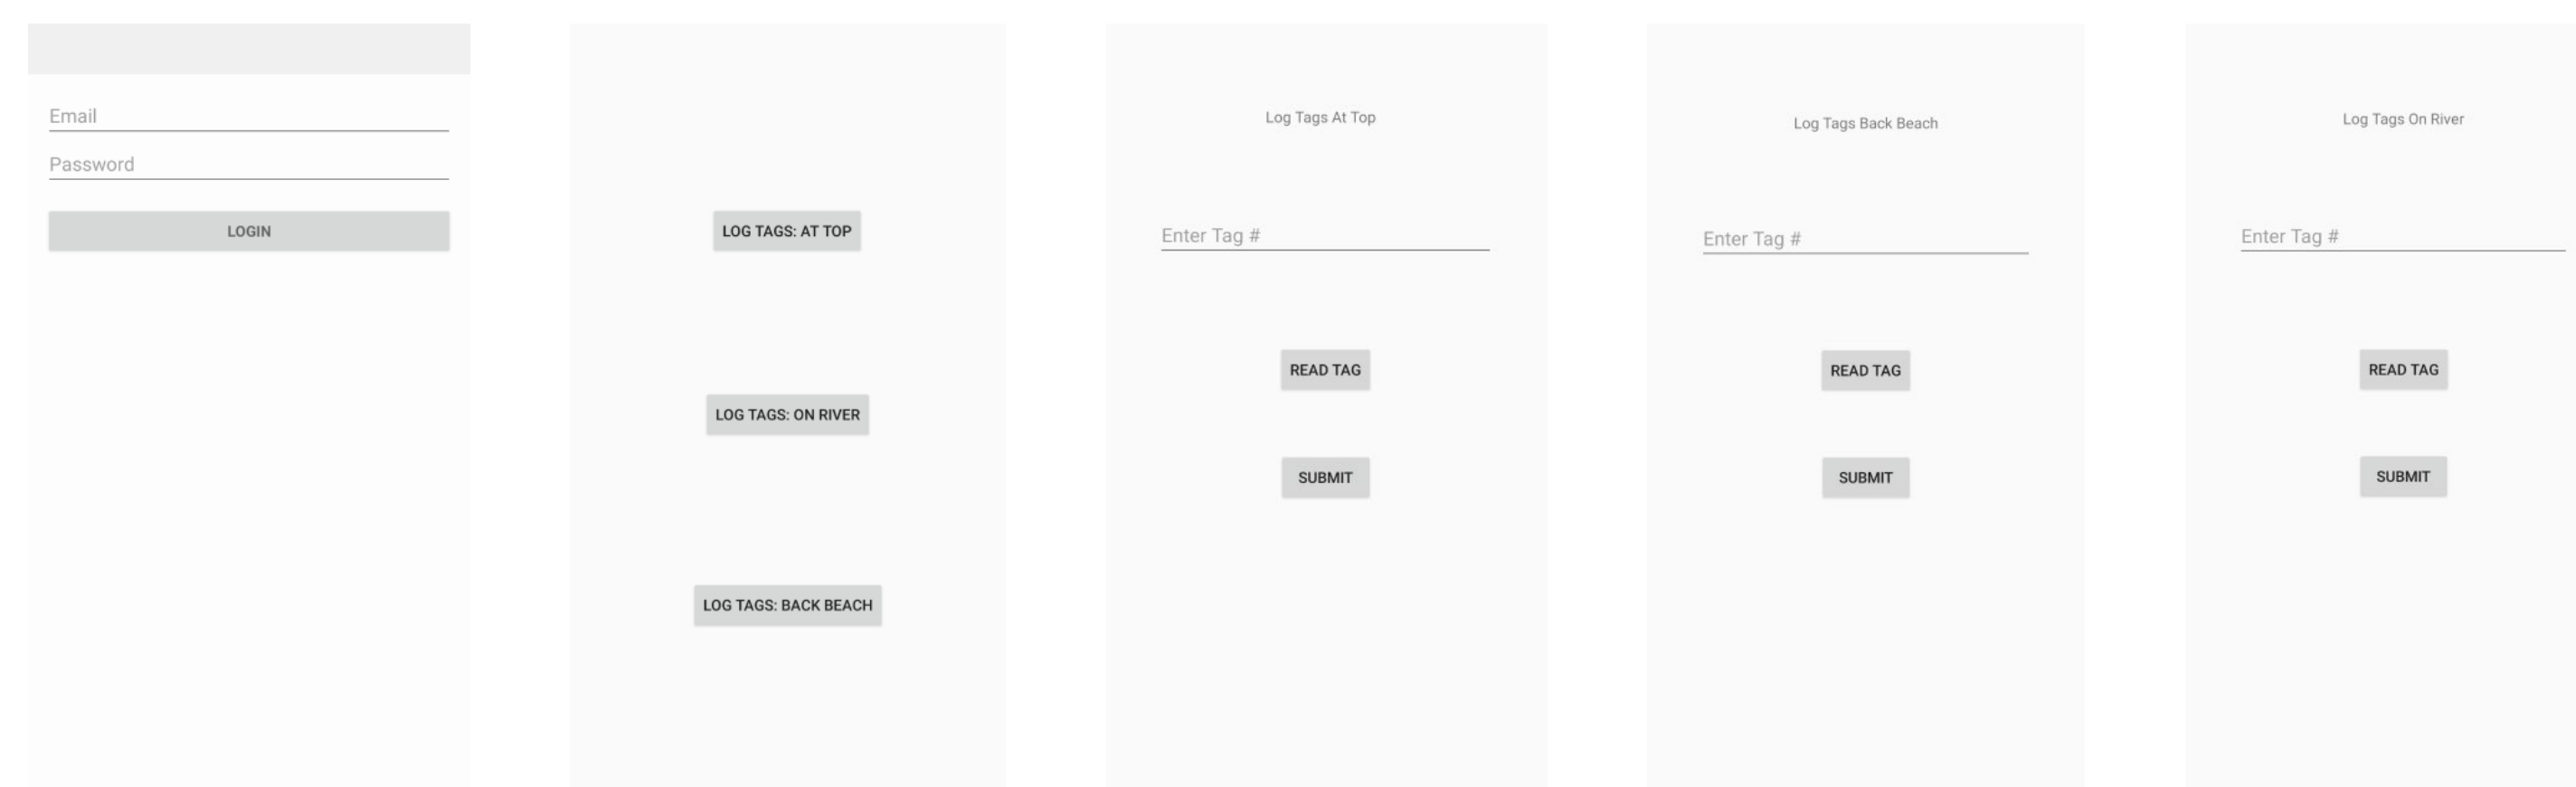 Email
Password
LOGIN
LOG TAGS: AT TOP
LOG TAGS: ON RIVER
LOG TAGS: BACK BEACH
Log Tags At Top
Enter Tag #
READ TAG
SUBMIT
Log Tags Back Beach
Enter Tag #
READ TAG
SUBMIT
Log Tags On River
Enter Tag #
READ TAG
SUBMIT